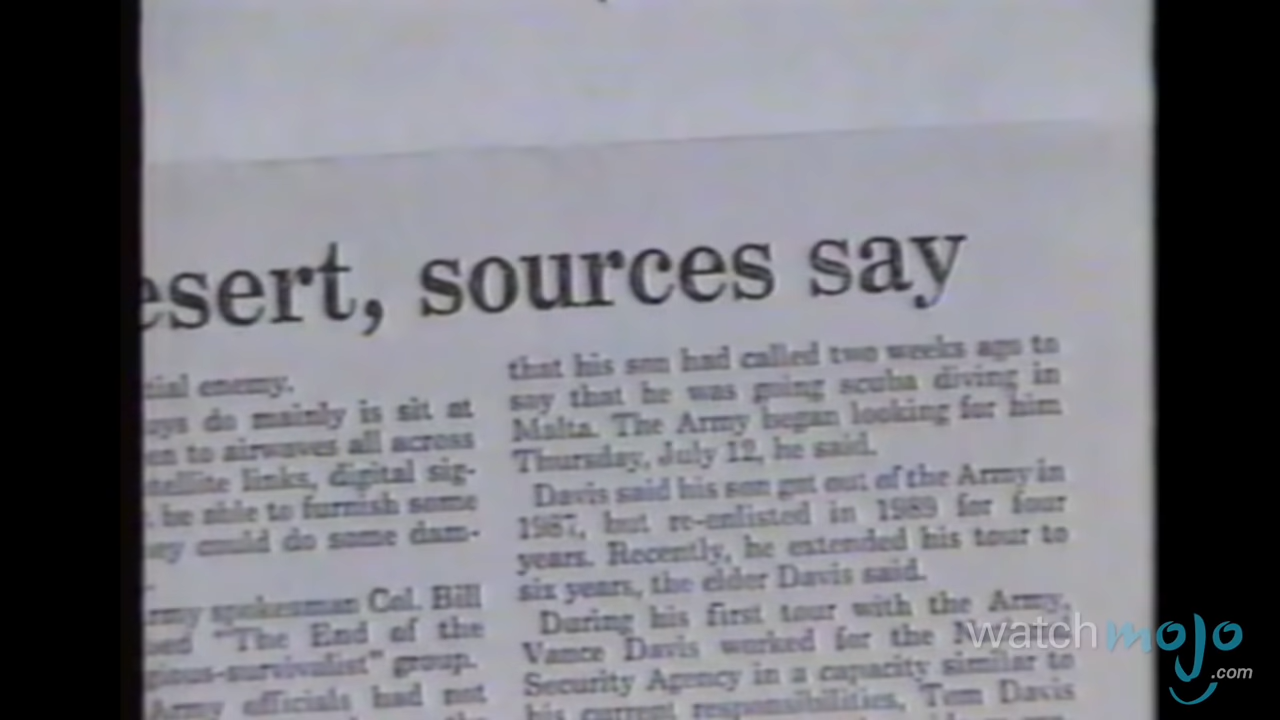 esert, sources say
cial enemy.
ays do mainly is sit at
en to airwaves all across
tellite links, digital sig-
be able to furnish some
ey could do some dam-
rmy spokesman Col. Bill
"The End of the
ious-survivalist" group.
Army officials had not
that his son had called two weeks ago to
say that he was going scuba diving in
Malta. The Army began looking for him
Thursday, July 12, he said.
Davis said his son got out of the Army in
1987, but re-enlisted in 1989 for four
years. Recently, he extended his tour to
six years, the elder Davis said.
During his first tour with the Army,
Vance Davis worked for the
Security Agency in a capacity similar to
his current responsibilities, Tom Davis
watchmojo
.com